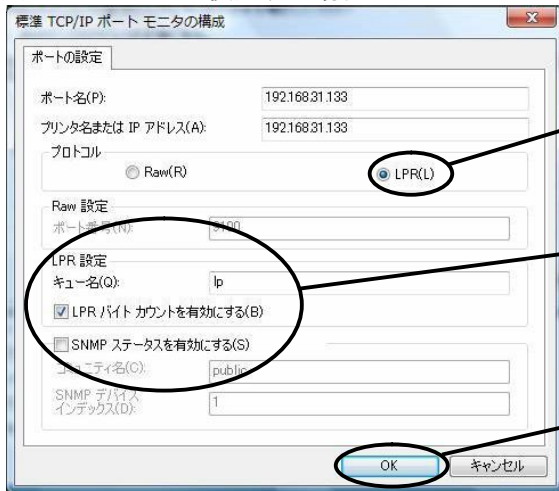 標準 TCP/IP ポート モニタの構成
ポートの設定
ポート名(P): 192.168.31.133
プリンタ名または IP アドレス(A): 192.168.31.133
プロトコル
Raw(R) LPR(L)
Raw 設定
ポート番号(N): 9100
LPR 設定
キュー名(Q): lp
LPR バイト カウントを有効にする(B)
SNMP ステータスを有効にする(S)
コミュニティ名(C): public
SNMP デバイス
インデックス(D): 1
OK キャンセル